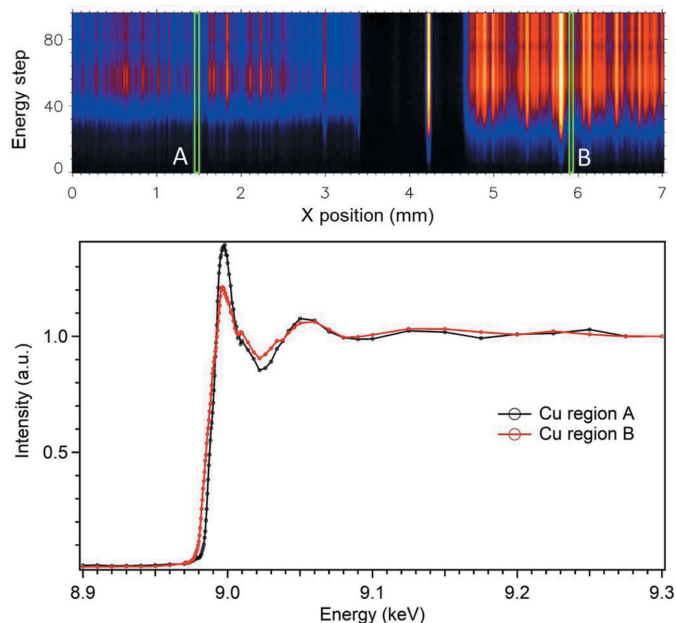 80
40
0
Energy step
A
B
0 1 2 3 4 5 6 7
X position (mm)
1.0
0.5
Intensity (a.u.)
Cu region A
Cu region B
8.9 9.0 9.1 9.2 9.3
Energy (keV)